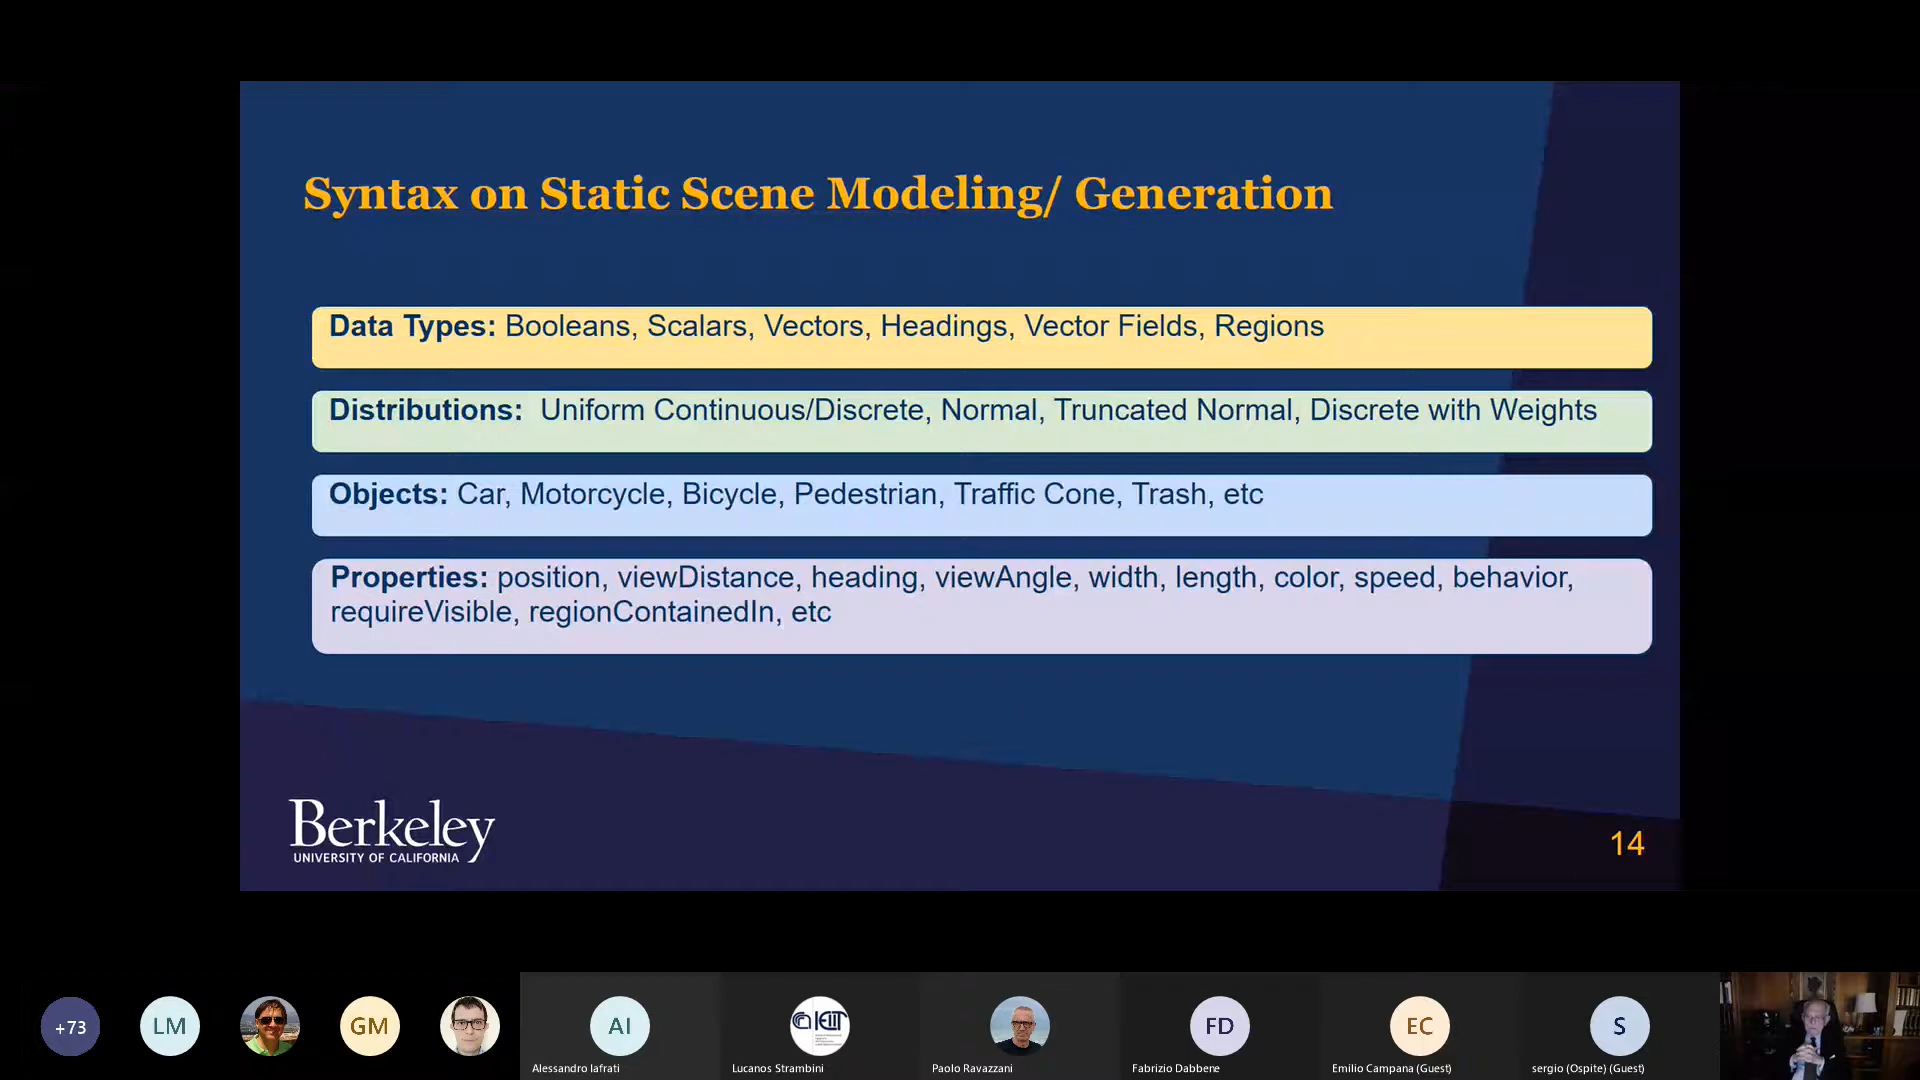 Syntax on Static Scene Modeling/ Generation
Data Types: Booleans, Scalars, Vectors, Headings, Vector Fields, Regions
Distributions:  Uniform Continuous/Discrete, Normal, Truncated Normal, Discrete with Weights
Objects: Car, Motorcycle, Bicycle, Pedestrian, Traffic Cone, Trash, etc
Properties: position, viewDistance, heading, viewAngle, width, length, color, speed, behavior,
requireVisible, regionContainedIn, etc
Berkeley
UNIVERSITY OF CALIFORNIA
14
+73
LM
GM
AI
FD
EC
S
Alessandro Iafrati
Lucanos Strambini
Paolo Ravazzani
Fabrizio Dabbene
Emilio Campana (Guest)
sergio (Ospite) (Guest)